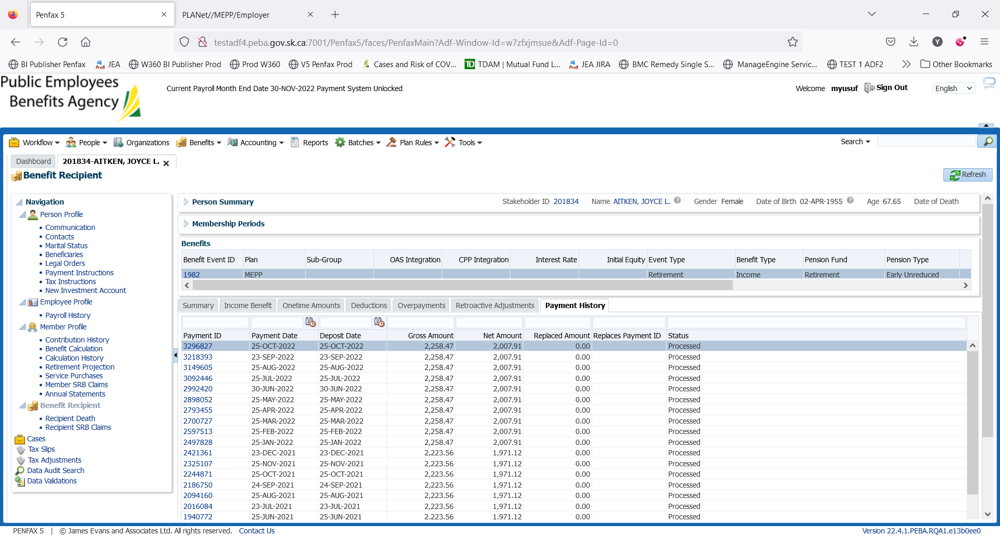 Penfax 5
PLANet//MEPP/Employer
testadf4.peba.gov.sk.ca:7001/Penfax5/faces/PenfaxMain?Adf-Window-Id=w7zfxjmsue&Adf-Page-Id=0
BI Publisher Penfax JEA W360 BI Publisher Prod Prod W360 V5 Penfax Prod Cases and Risk of COV... TDAM | Mutual Fund L... JEA JIRA BMC Remedy Single S... ManageEngine Servic... TEST 1 ADF2 Other Bookmarks
Public Employees
Benefits Agency
Current Payroll Month End Date 30-NOV-2022 Payment System Unlocked
Welcome myusuf Sign Out English
Workflow People Organizations Benefits Accounting Reports Batches Plan Rules Tools Search
Dashboard 201834-AITKEN, JOYCE L.
Benefit Recipient
Refresh
Navigation
Person Profile
Communication
Contacts
Marital Status
Beneficiaries
Legal Orders
Payment Instructions
Tax Instructions
New Investment Account
Employee Profile
Payroll History
Member Profile
Contribution History
Benefit Calculation
Calculation History
Retirement Projection
Service Purchases
Member SRB Claims
Annual Statements
Benefit Recipient
Recipient Death
Recipient SRB Claims
Cases
Tax Slips
Tax Adjustments
Data Audit Search
Data Validations
Person Summary Stakeholder ID 201834 Name AITKEN, JOYCE L. Gender Female Date of Birth 02-APR-1955 Age 67.65 Date of Death
Membership Periods
Benefits
Benefit Event ID Plan Sub-Group OAS Integration CPP Integration Interest Rate Initial Equity Event Type Benefit Type Pension Fund Pension Type
1982 MEPP Retirement Income Retirement Early Unreduced
Summary Income Benefit Onetime Amounts Deductions Overpayments Retroactive Adjustments Payment History
Payment ID Payment Date Deposit Date Gross Amount Net Amount Replaced Amount Replaces Payment ID Status
3296827 25-OCT-2022 25-OCT-2022 2,258.47 2,007.91 0.00 Processed
3218393 23-SEP-2022 23-SEP-2022 2,258.47 2,007.91 0.00 Processed
3149605 25-AUG-2022 25-AUG-2022 2,258.47 2,007.91 0.00 Processed
3092446 25-JUL-2022 25-JUL-2022 2,258.47 2,007.91 0.00 Processed
2992420 30-JUN-2022 30-JUN-2022 2,258.47 2,007.91 0.00 Processed
2898052 25-MAY-2022 25-MAY-2022 2,258.47 2,007.91 0.00 Processed
2793455 25-APR-2022 25-APR-2022 2,258.47 2,007.91 0.00 Processed
2700727 25-MAR-2022 25-MAR-2022 2,258.47 2,007.91 0.00 Processed
2597513 25-FEB-2022 25-FEB-2022 2,258.47 2,007.91 0.00 Processed
2497828 25-JAN-2022 25-JAN-2022 2,258.47 2,007.91 0.00 Processed
2421361 23-DEC-2021 23-DEC-2021 2,223.56 1,971.12 0.00 Processed
2325107 25-NOV-2021 25-NOV-2021 2,223.56 1,971.12 0.00 Processed
2244871 25-OCT-2021 25-OCT-2021 2,223.56 1,971.12 0.00 Processed
2186750 24-SEP-2021 24-SEP-2021 2,223.56 1,971.12 0.00 Processed
2094160 25-AUG-2021 25-AUG-2021 2,223.56 1,971.12 0.00 Processed
2016084 23-JUL-2021 23-JUL-2021 2,223.56 1,971.12 0.00 Processed
1940772 25-JUN-2021 25-JUN-2021 2,223.56 1,971.12 0.00 Processed
PENFAX 5 | © James Evans and Associates Ltd. All rights reserved. Contact Us Version 22.4.1.PEBA.RQA1.e13b0ee0